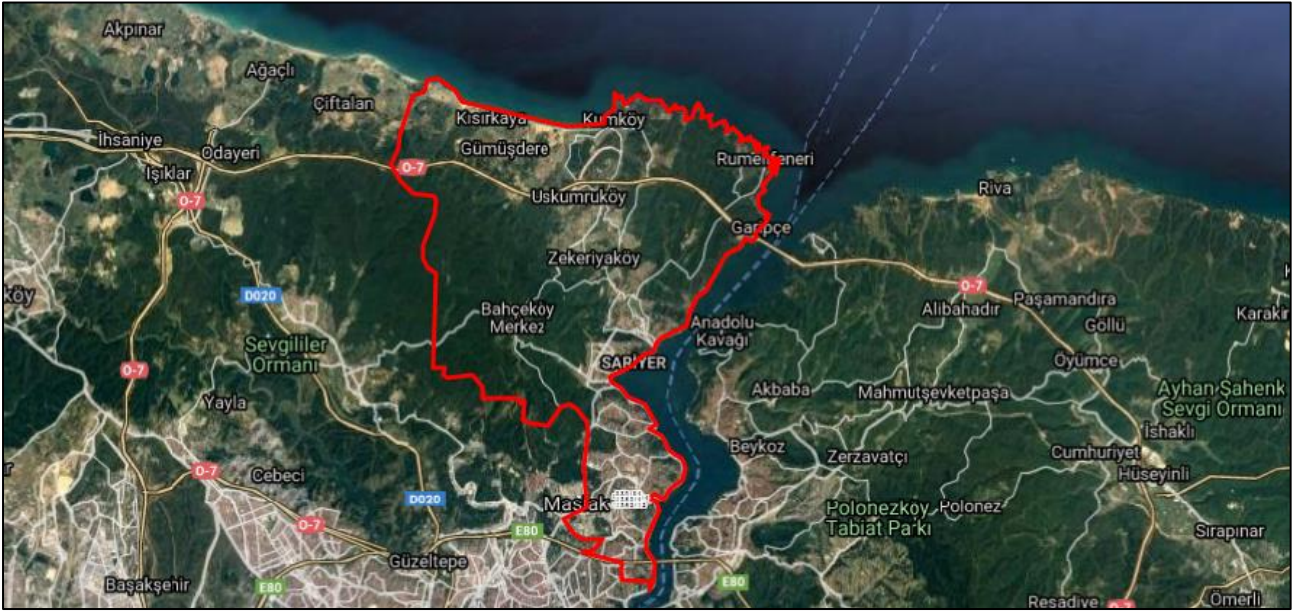 Akpınar
Ağaçlı
Çiftalan
Kısırkaya
Kumköy
İhsaniye
Odayeri
Gümüşdere
Rumelifeneri
O-7
Işıklar
Uskumruköy
Riva
O-7
Garipçe
Zekeriyaköy
O-7
köy
D020
Bahçeköy
Merkez
Alibahadır
Paşamandıra
Göllü
Karakir
Anadolu
Kavağı
Sevgililer
Ormanı
SARIYER
Öyümce
O-7
Akbaba
Mahmutşevketpaşa
Ayhan Şahenk
Sevgi Ormanı
Yayla
İshaklı
Beykoz
Zerzavatçı
Cumhuriyet
Hüseyinli
O-7
Cebeci
D020
Maslak
Polonezköy
Tabiat Parkı
Polonez
O-7
E80
Sırapınar
Güzeltepe
Başakşehir
E80
E80
Reşadiye
Ömerli